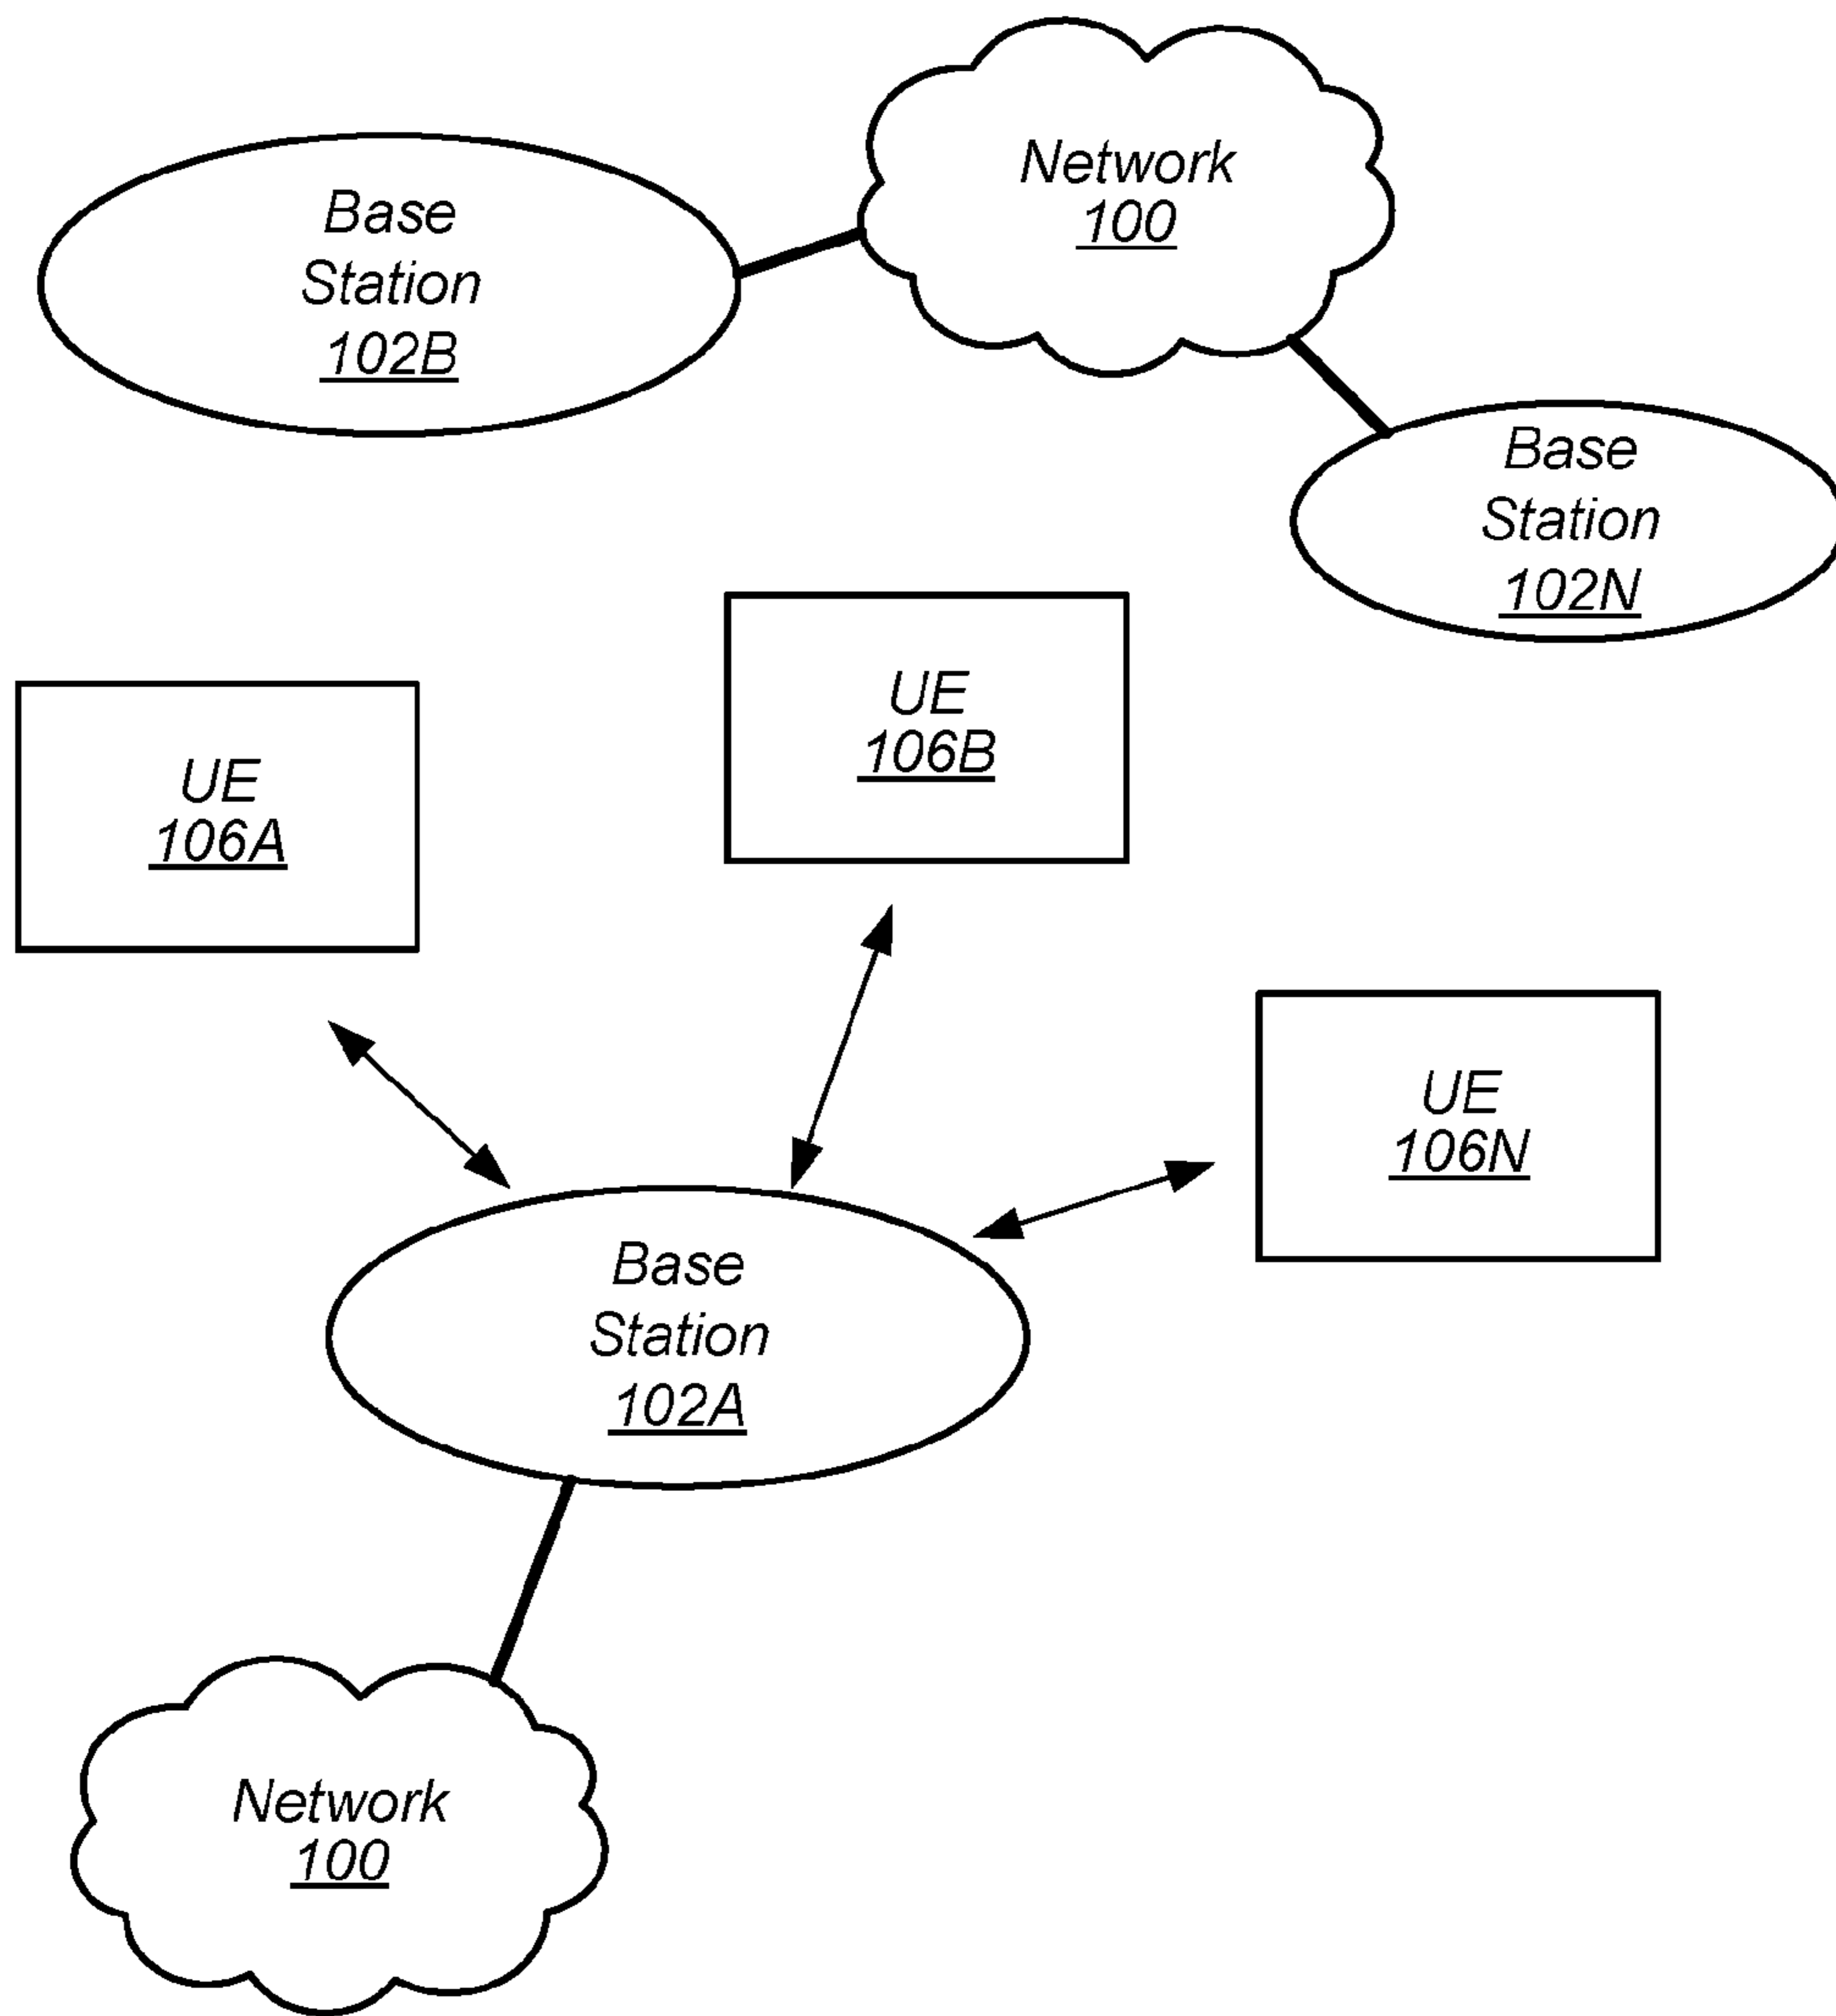 Network
100
Base
Station
102B
Base
Station
102N
UE
106B
UE
106A
UE
106N
Base
Station
102A
Network
100